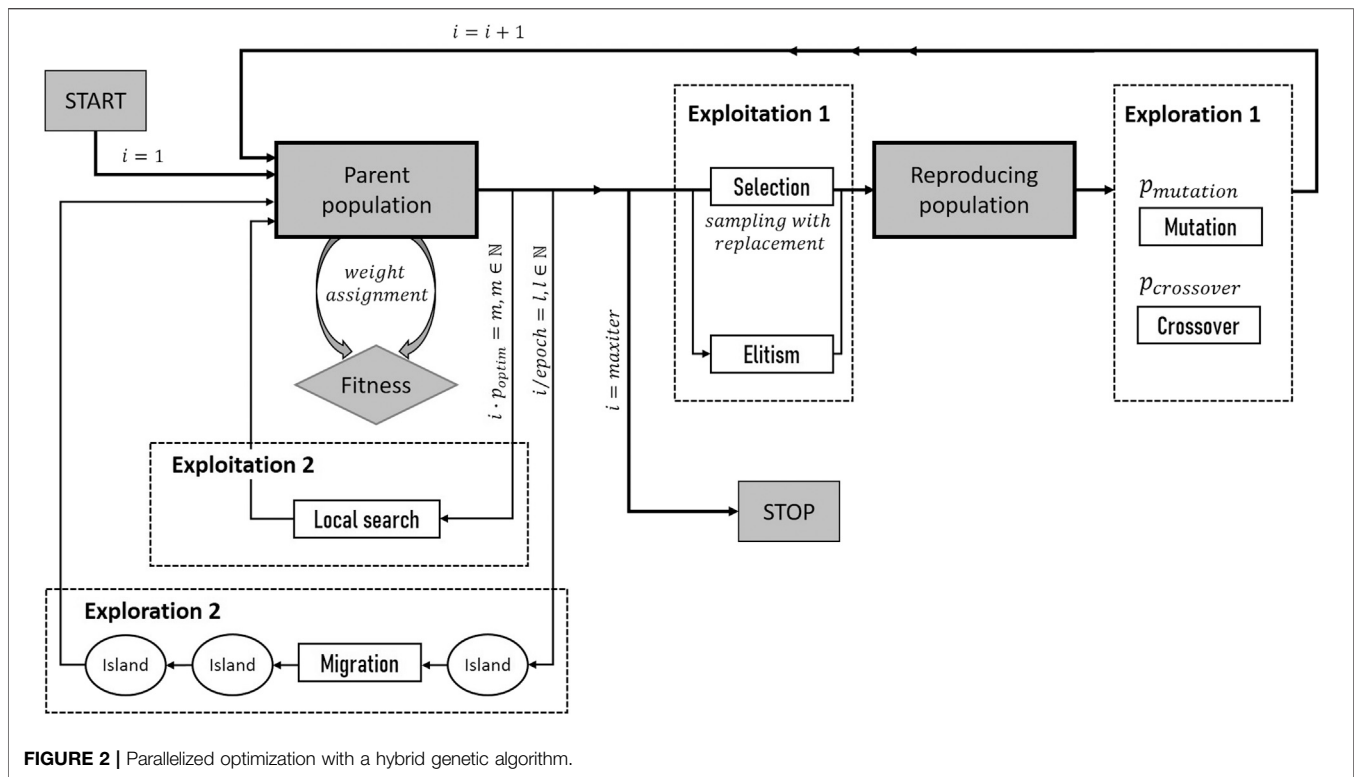 i = i + 1
START
i = 1
Parent
population
weight
assignment
Fitness
i · p_optim = m, m ∈ ℕ
i/epoch = l, l ∈ ℕ
i = maxiter
Exploitation 1
Selection
sampling with
replacement
Elitism
Reproducing
population
Exploration 1
p_mutation
Mutation
p_crossover
Crossover
STOP
Exploitation 2
Local search
Exploration 2
Island
Island
Migration
Island
FIGURE 2 | Parallelized optimization with a hybrid genetic algorithm.